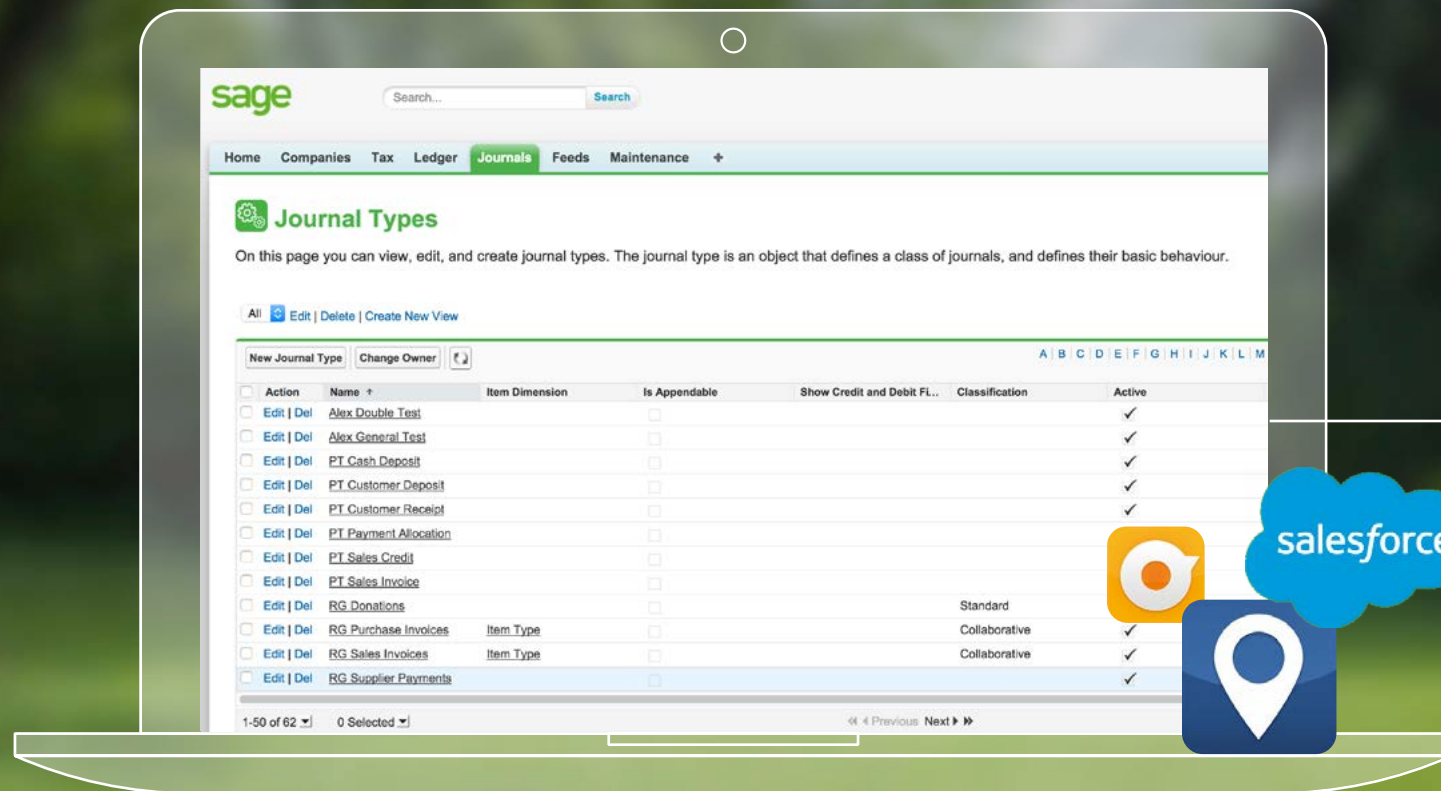 sage
Search... Search
Home Companies Tax Ledger Journals Feeds Maintenance +
Journal Types
On this page you can view, edit, and create journal types. The journal type is an object that defines a class of journals, and defines their basic behaviour.
All Edit | Delete | Create New View
New Journal Type Change Owner A | B | C | D | E | F | G | H | I | J | K | L | M
Action Name ↑ Item Dimension Is Appendable Show Credit and Debit Fi... Classification Active
Edit | Del Alex Double Test ✓
Edit | Del Alex General Test ✓
Edit | Del PT Cash Deposit ✓
Edit | Del PT Customer Deposit ✓
Edit | Del PT Customer Receipt ✓
Edit | Del PT Payment Allocation
Edit | Del PT Sales Credit
Edit | Del PT Sales Invoice
Edit | Del RG Donations Standard
Edit | Del RG Purchase Invoices Item Type Collaborative ✓
Edit | Del RG Sales Invoices Item Type Collaborative ✓
Edit | Del RG Supplier Payments ✓
1-50 of 62 0 Selected Previous Next
salesforce